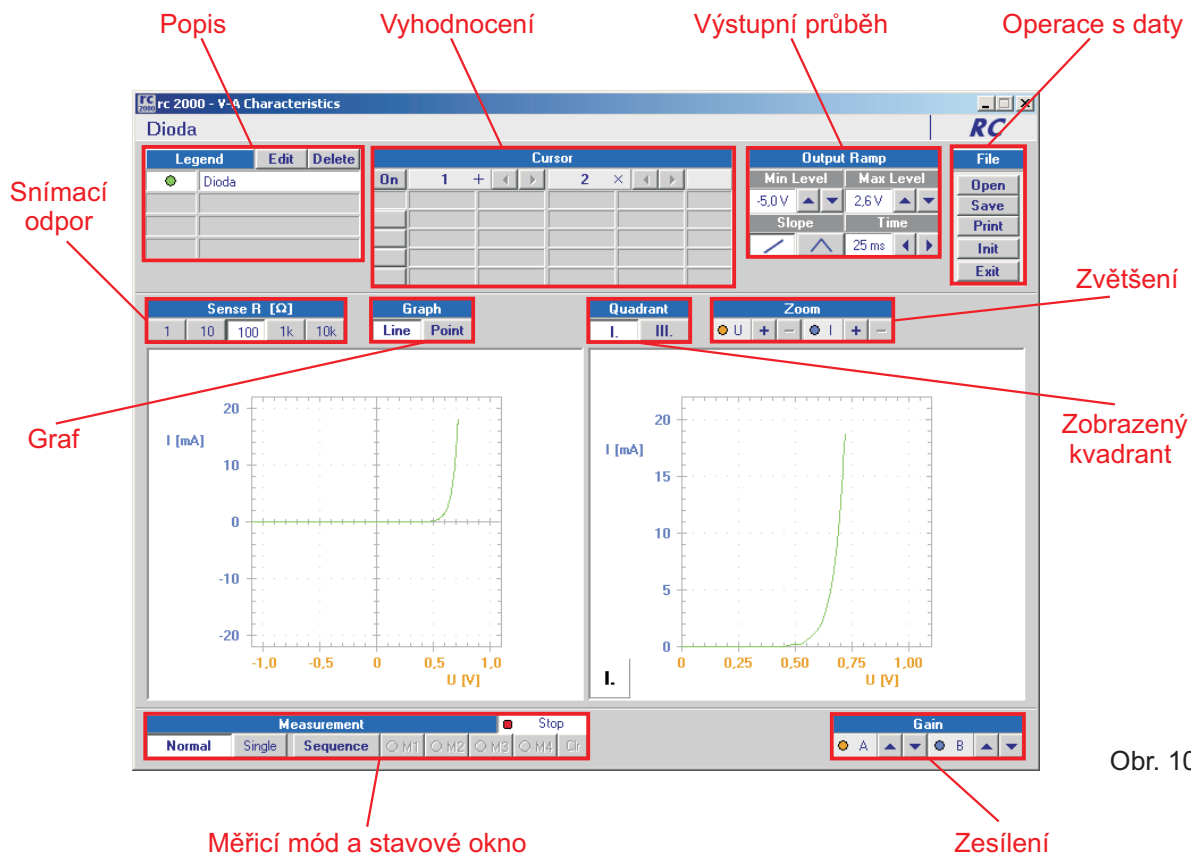 Popis
Vyhodnocení
Výstupní průběh
Operace s daty
rc 2000 rc 2000 - V-A Characteristics
Dioda
RC
Legend Edit Delete
Dioda
Cursor
On 1 + 2 ×
Output Ramp
Min Level Max Level
-5,0 V 2,6 V
Slope Time
25 ms
File
Open
Save
Print
Init
Exit
Snímací
odpor
Zvětšení
Sense R [Ω]
1 10 100 1k 10k
Graph
Line Point
Quadrant
I. III.
Zoom
U + – I + –
Graf
Zobrazený
kvadrant
20
I [mA]
10
0
-10
-20
-1,0 -0,5 0 0,5 1,0
U [V]
20
I [mA]
15
10
5
0
0 0,25 0,50 0,75 1,00
U [V]
I.
Measurement Stop
Normal Single Sequence M1 M2 M3 M4 Clr
Gain
A B
Obr. 10
Měřicí mód a stavové okno
Zesílení